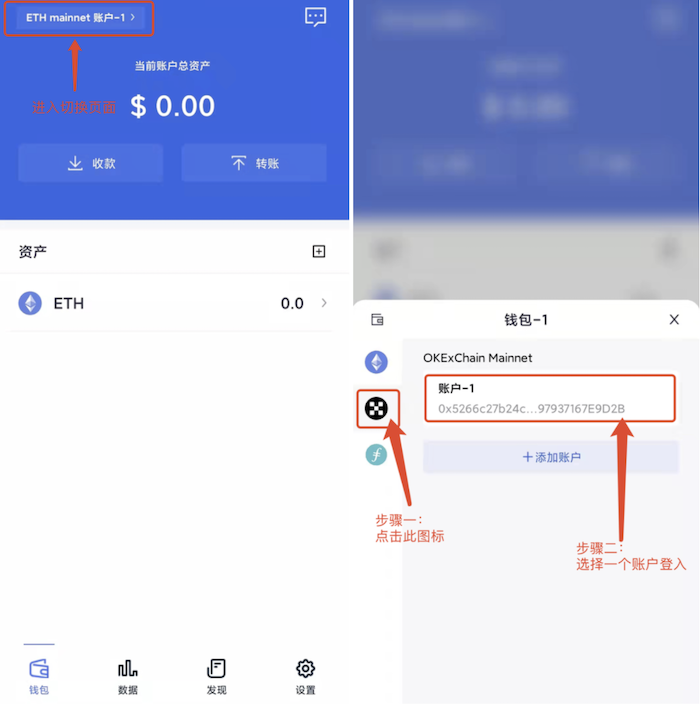 ETH mainnet 账户-1 >
当前账户总资产
进入切换页面
$ 0.00
收款
转账
资产
ETH
0.0 >
钱包
数据
发现
设置
钱包-1
X
OKExChain Mainnet
账户-1
0x5266c27b24c...97937167E9D2B
+添加账户
步骤一：
点击此图标
步骤二：
选择一个账户登入